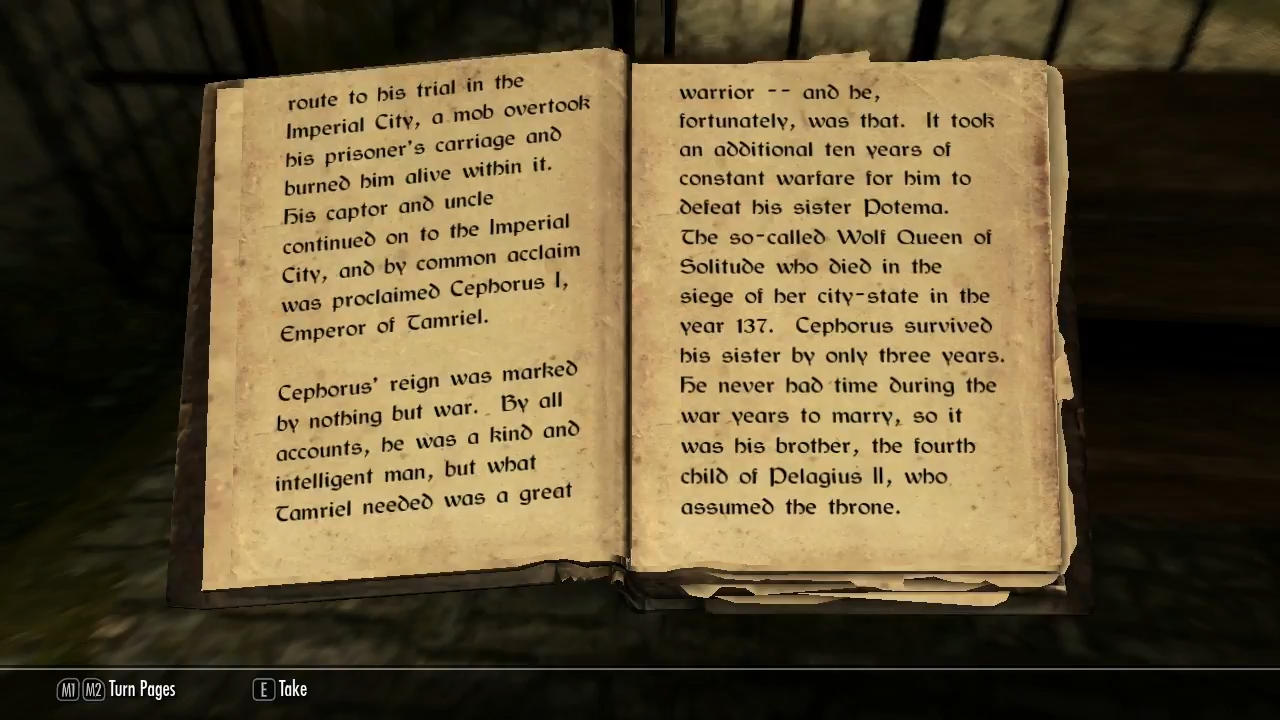 route to his trial in the
Imperial City, a mob overtook
his prisoner's carriage and
burned him alive within it.
His captor and uncle
continued on to the Imperial
City, and by common acclaim
was proclaimed Cephorus I,
Emperor of Tamriel.
Cephorus' reign was marked
by nothing but war. By all
accounts, he was a kind and
intelligent man, but what
Tamriel needed was a great
warrior -- and he,
fortunately, was that. It took
an additional ten years of
constant warfare for him to
defeat his sister Potema.
The so-called Wolf Queen of
Solitude who died in the
siege of her city-state in the
year 137. Cephorus survived
his sister by only three years.
He never had time during the
war years to marry, so it
was his brother, the fourth
child of Pelagius II, who
assumed the throne.
M1 M2 Turn Pages
E Take